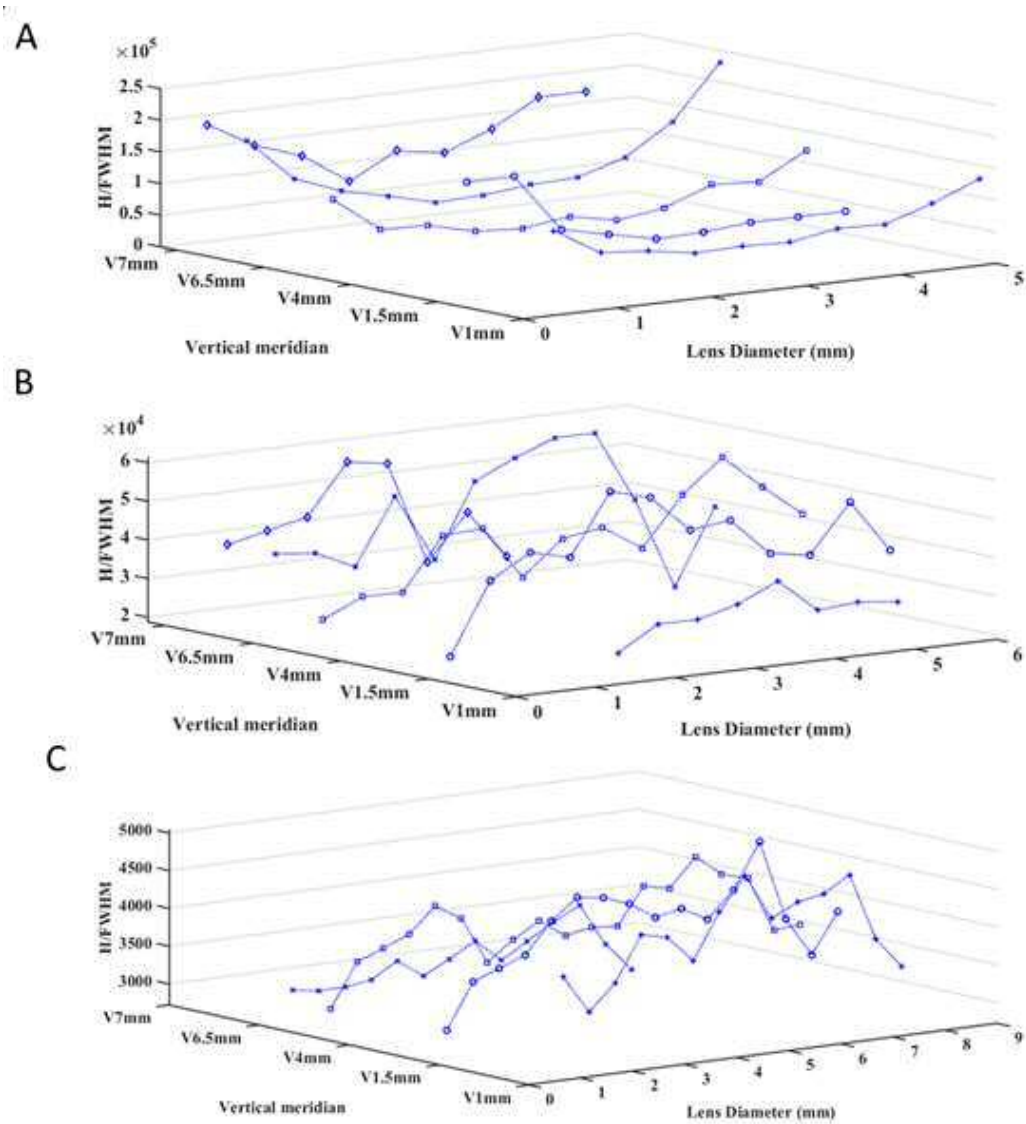 A
×10⁵
2.5
2
1.5
1
0.5
0
H/FWHM
V7mm
V6.5mm
V4mm
V1.5mm
V1mm
Vertical meridian
0 1 2 3 4 5
Lens Diameter (mm)
B
×10⁴
6
5
4
3
2
H/FWHM
V7mm
V6.5mm
V4mm
V1.5mm
V1mm
Vertical meridian
0 1 2 3 4 5 6
Lens Diameter (mm)
C
5000
4500
4000
3500
3000
H/FWHM
V7mm
V6.5mm
V4mm
V1.5mm
V1mm
Vertical meridian
0 1 2 3 4 5 6 7 8 9
Lens Diameter (mm)